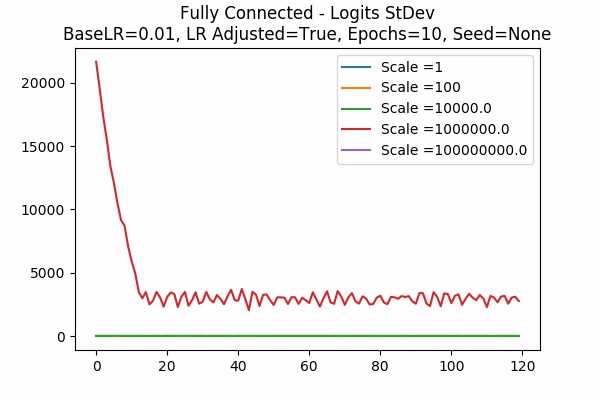 Fully Connected - Logits StDev
BaseLR=0.01, LR Adjusted=True, Epochs=10, Seed=None
Scale =1
Scale =100
Scale =10000.0
Scale =1000000.0
Scale =100000000.0
20000
15000
10000
5000
0
0 20 40 60 80 100 120